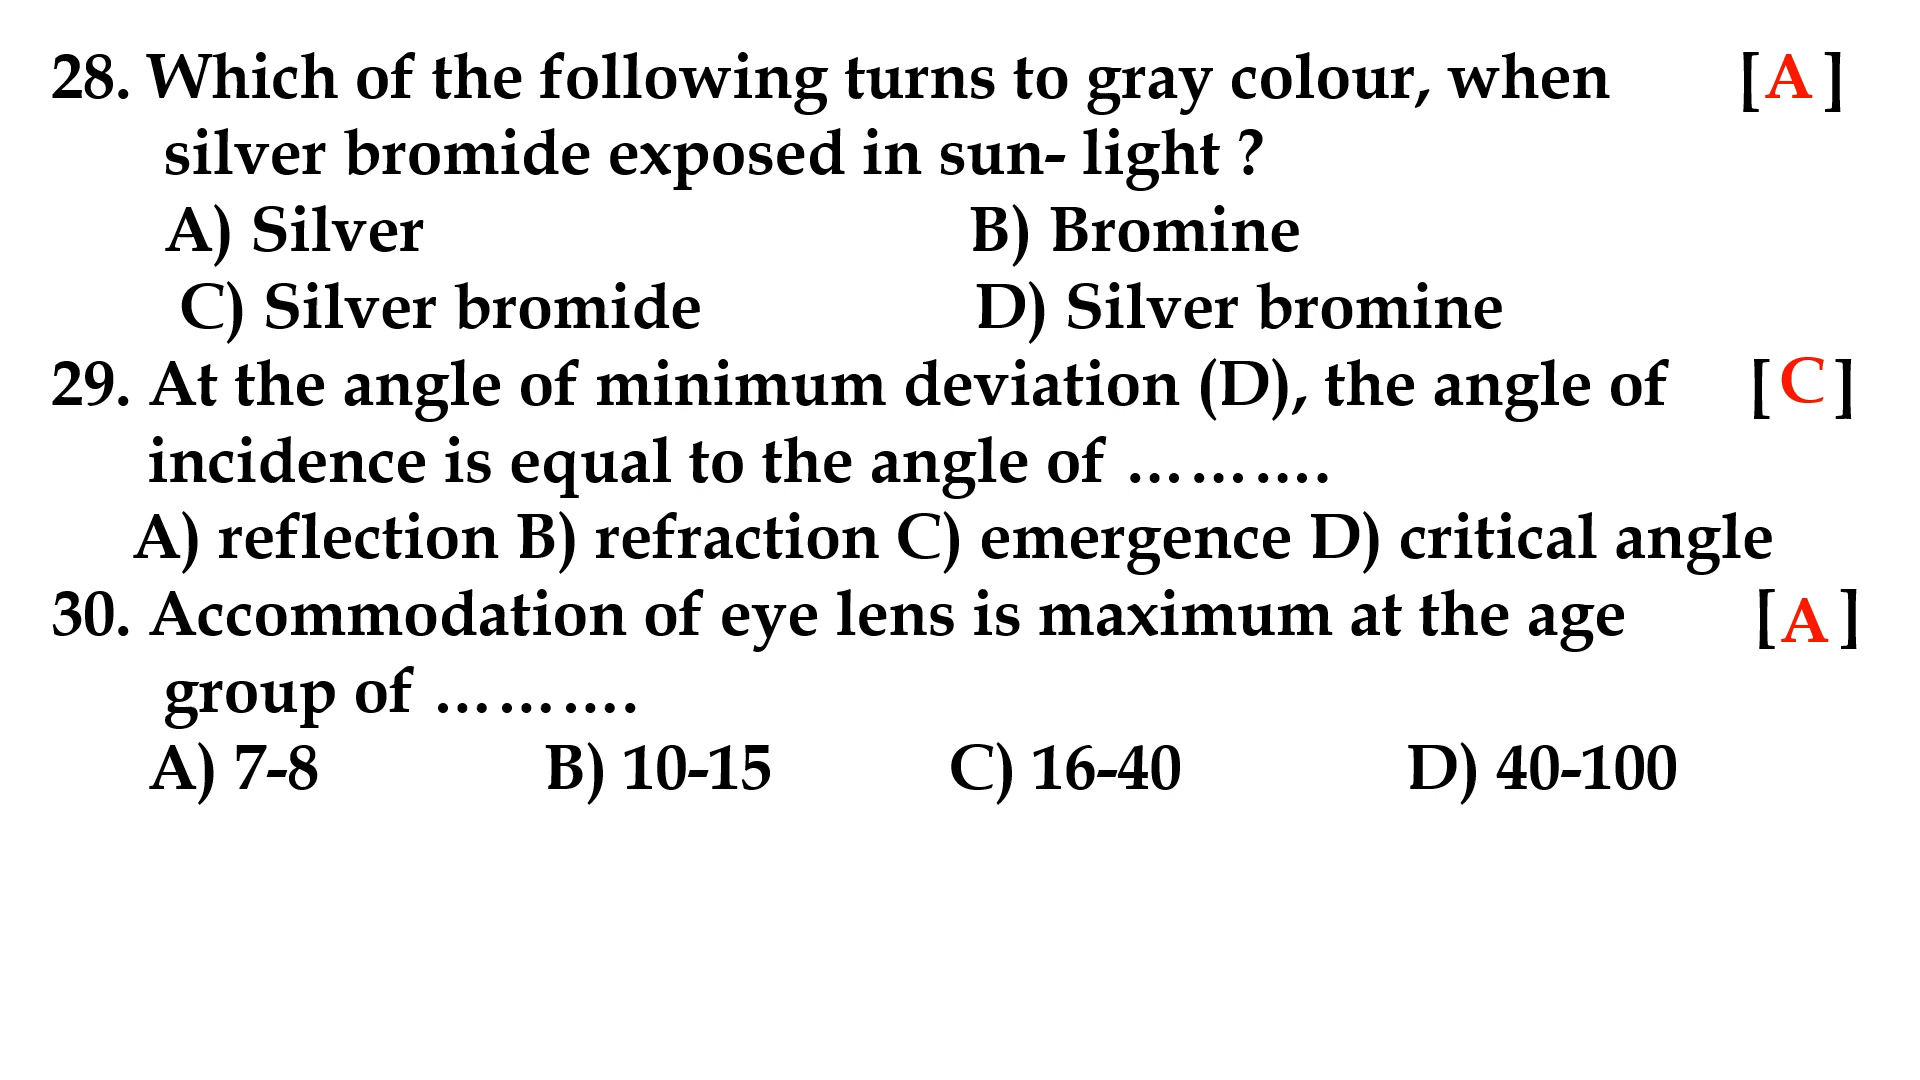 28. Which of the following turns to gray colour, when [A]
silver bromide exposed in sun- light ?
A) Silver B) Bromine
C) Silver bromide D) Silver bromine
29. At the angle of minimum deviation (D), the angle of [C]
incidence is equal to the angle of ……….
A) reflection B) refraction C) emergence D) critical angle
30. Accommodation of eye lens is maximum at the age [A]
group of ……….
A) 7-8 B) 10-15 C) 16-40 D) 40-100